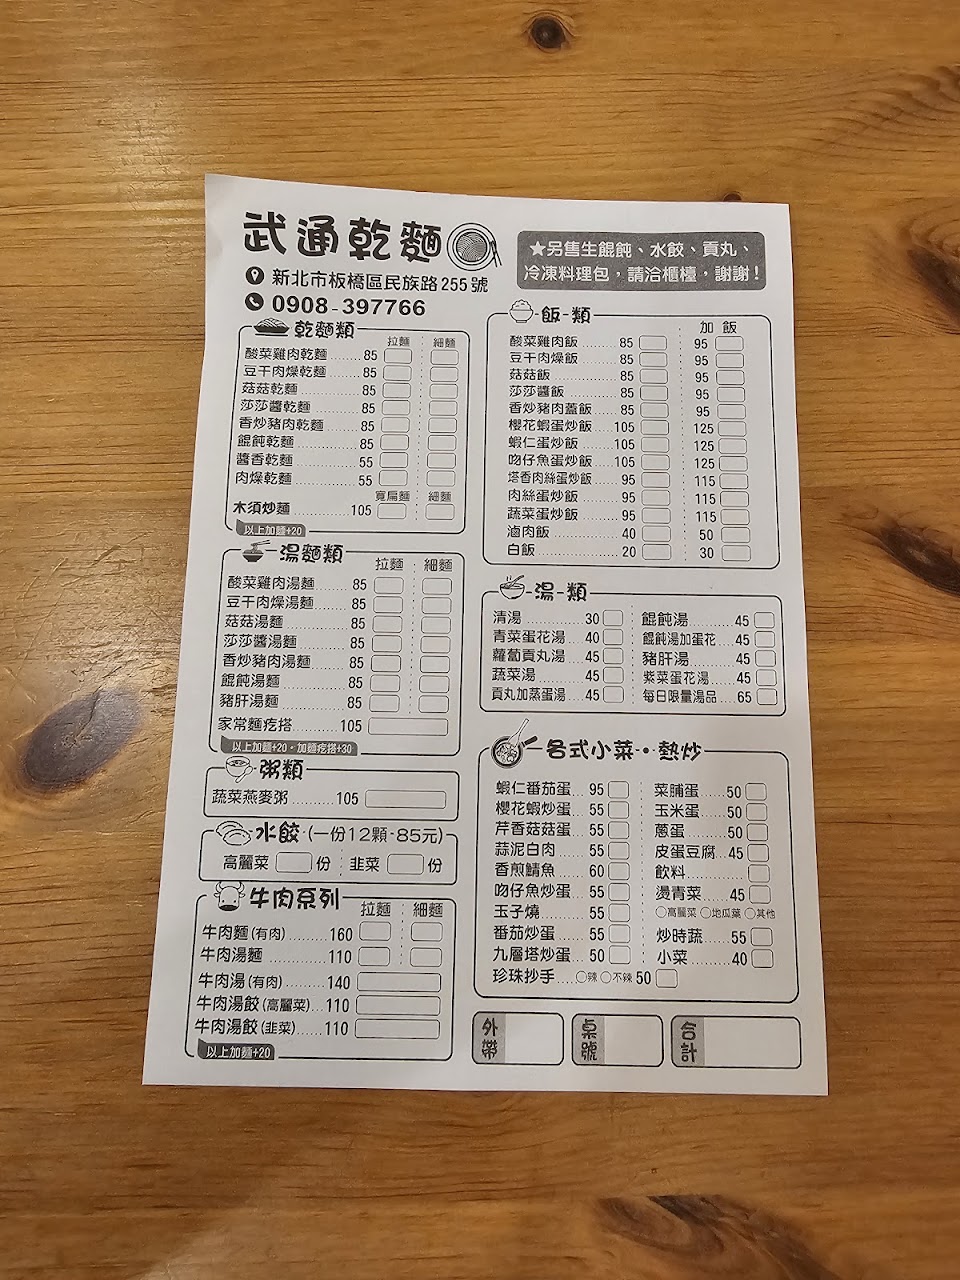 武通乾麵
新北市板橋區民族路255號
0908-397766
★另售生餛飩、水餃、貢丸、
冷凍料理包，請洽櫃檯，謝謝！
乾麵類
拉麵 細麵
酸菜雞肉乾麵......85
豆干肉燥乾麵......85
菇菇乾麵......85
莎莎醬乾麵......85
香炒豬肉乾麵......85
餛飩乾麵......85
醬香乾麵......55
肉燥乾麵......55
寬扁麵 細麵
木須炒麵......105
以上加麵+20
湯麵類
拉麵 細麵
酸菜雞肉湯麵......85
豆干肉燥湯麵......85
菇菇湯麵......85
莎莎醬湯麵......85
香炒豬肉湯麵......85
餛飩湯麵......85
豬肝湯麵......85
家常麵疙撘......105
以上加麵+20・加麵疙撘+30
粥類
蔬菜燕麥粥......105
水餃(一份12顆-85元)
高麗菜 份 韭菜 份
牛肉系列
拉麵 細麵
牛肉麵(有肉)......160
牛肉湯麵......110
牛肉湯(有肉)......140
牛肉湯餃(高麗菜)...110
牛肉湯餃(韭菜)......110
以上加麵+20
飯-類
加飯
酸菜雞肉飯......85 95
豆干肉燥飯......85 95
菇菇飯......85 95
莎莎醬飯......85 95
香炒豬肉蓋飯......85 95
櫻花蝦蛋炒飯......105 125
蝦仁蛋炒飯......105 125
吻仔魚蛋炒飯......105 125
塔香肉絲蛋炒飯...95 115
肉絲蛋炒飯......95 115
蔬菜蛋炒飯......95 115
滷肉飯......40 50
白飯......20 30
湯-類
清湯......30
青菜蛋花湯...40
蘿蔔貢丸湯...45
蔬菜湯......45
貢丸加蒸蛋湯...45
餛飩湯......45
餛飩湯加蛋花...45
豬肝湯......45
紫菜蛋花湯...45
每日限量湯品...65
各式小菜-•-熱炒
蝦仁番茄蛋...95
櫻花蝦炒蛋...55
芹香菇菇蛋...55
蒜泥白肉......55
香煎鯖魚......60
吻仔魚炒蛋...55
玉子燒......55
番茄炒蛋......55
九層塔炒蛋...50
珍珠抄手......○辣○不辣 50
菜脯蛋......50
玉米蛋......50
蔥蛋......50
皮蛋豆腐...45
飲料......
燙青菜......45
○高麗菜○地瓜葉○其他
炒時蔬......55
小菜......40
外帶
桌號
合計